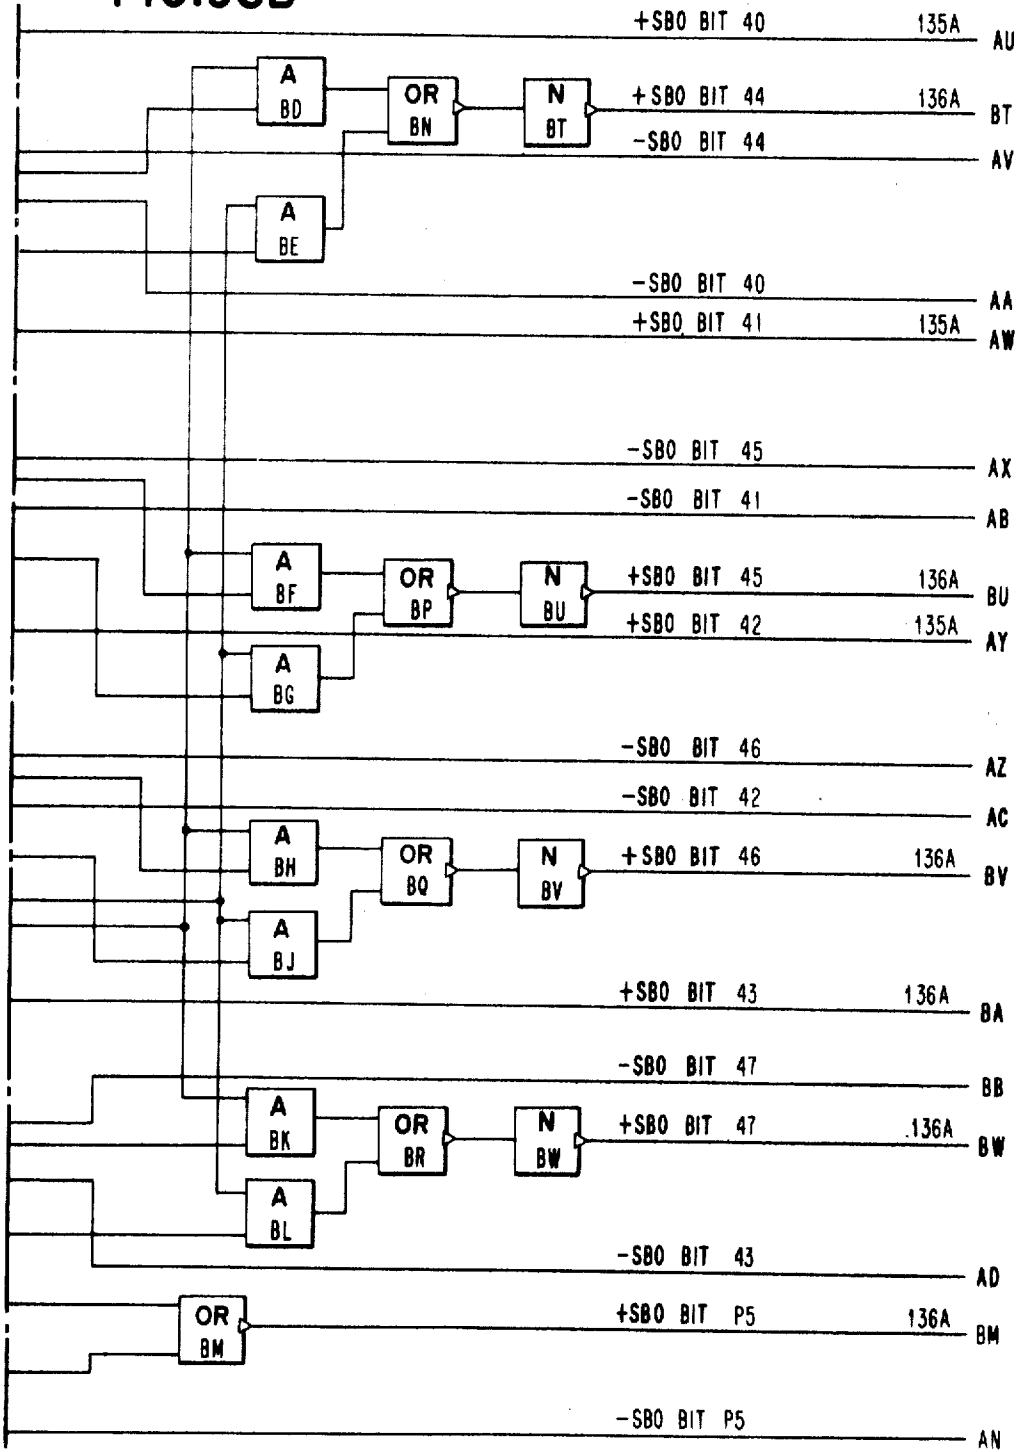 +SBO BIT 40 135A AU
A
BD
OR
BN
N
BT
+SBO BIT 44 136A BT
-SBO BIT 44 AV
A
BE
-SBO BIT 40 AA
+SBO BIT 41 135A AW
-SBO BIT 45 AX
-SBO BIT 41 AB
A
BF
OR
BP
N
BU
+SBO BIT 45 136A BU
+SBO BIT 42 135A AY
A
BG
-SBO BIT 46 AZ
-SBO BIT 42 AC
A
BH
OR
BQ
N
BV
+SBO BIT 46 136A BV
A
BJ
+SBO BIT 43 136A BA
-SBO BIT 47 BB
A
BK
OR
BR
N
BW
+SBO BIT 47 136A BW
A
BL
-SBO BIT 43 AD
OR
BM
+SBO BIT P5 136A BM
-SBO BIT P5 AN